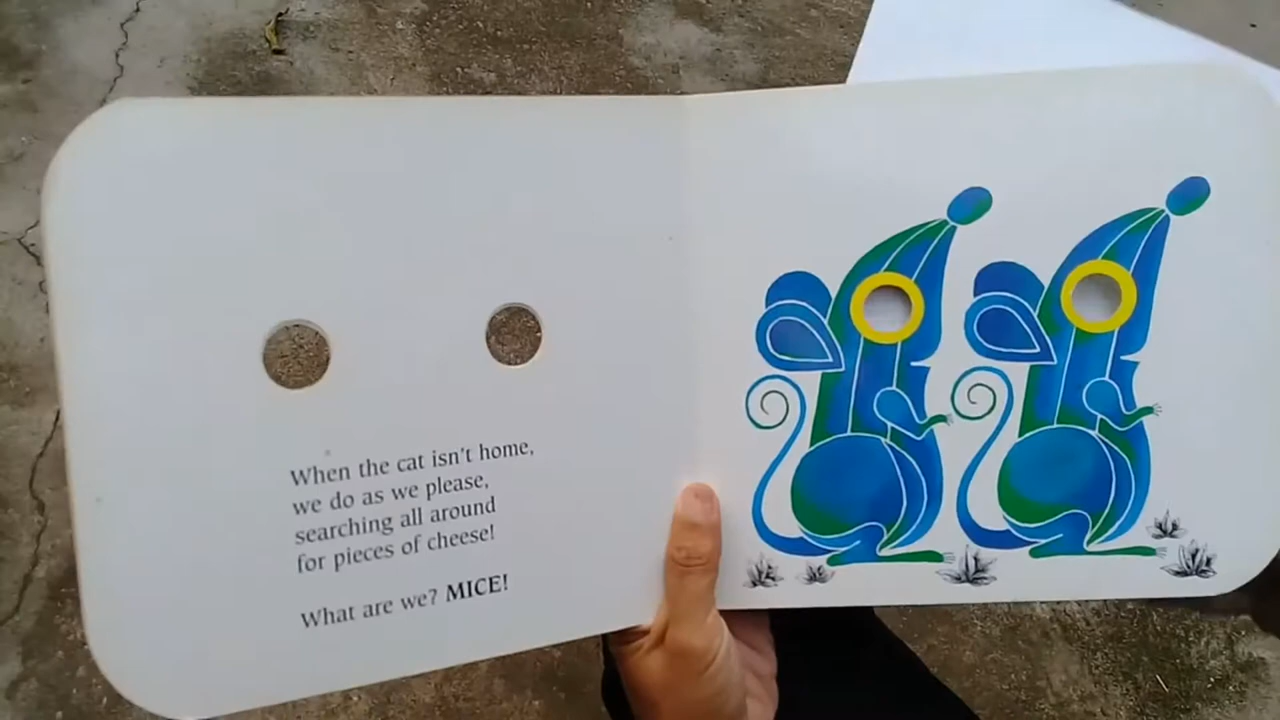 When the cat isn't home,
we do as we please,
searching all around
for pieces of cheese!
What are we? MICE!